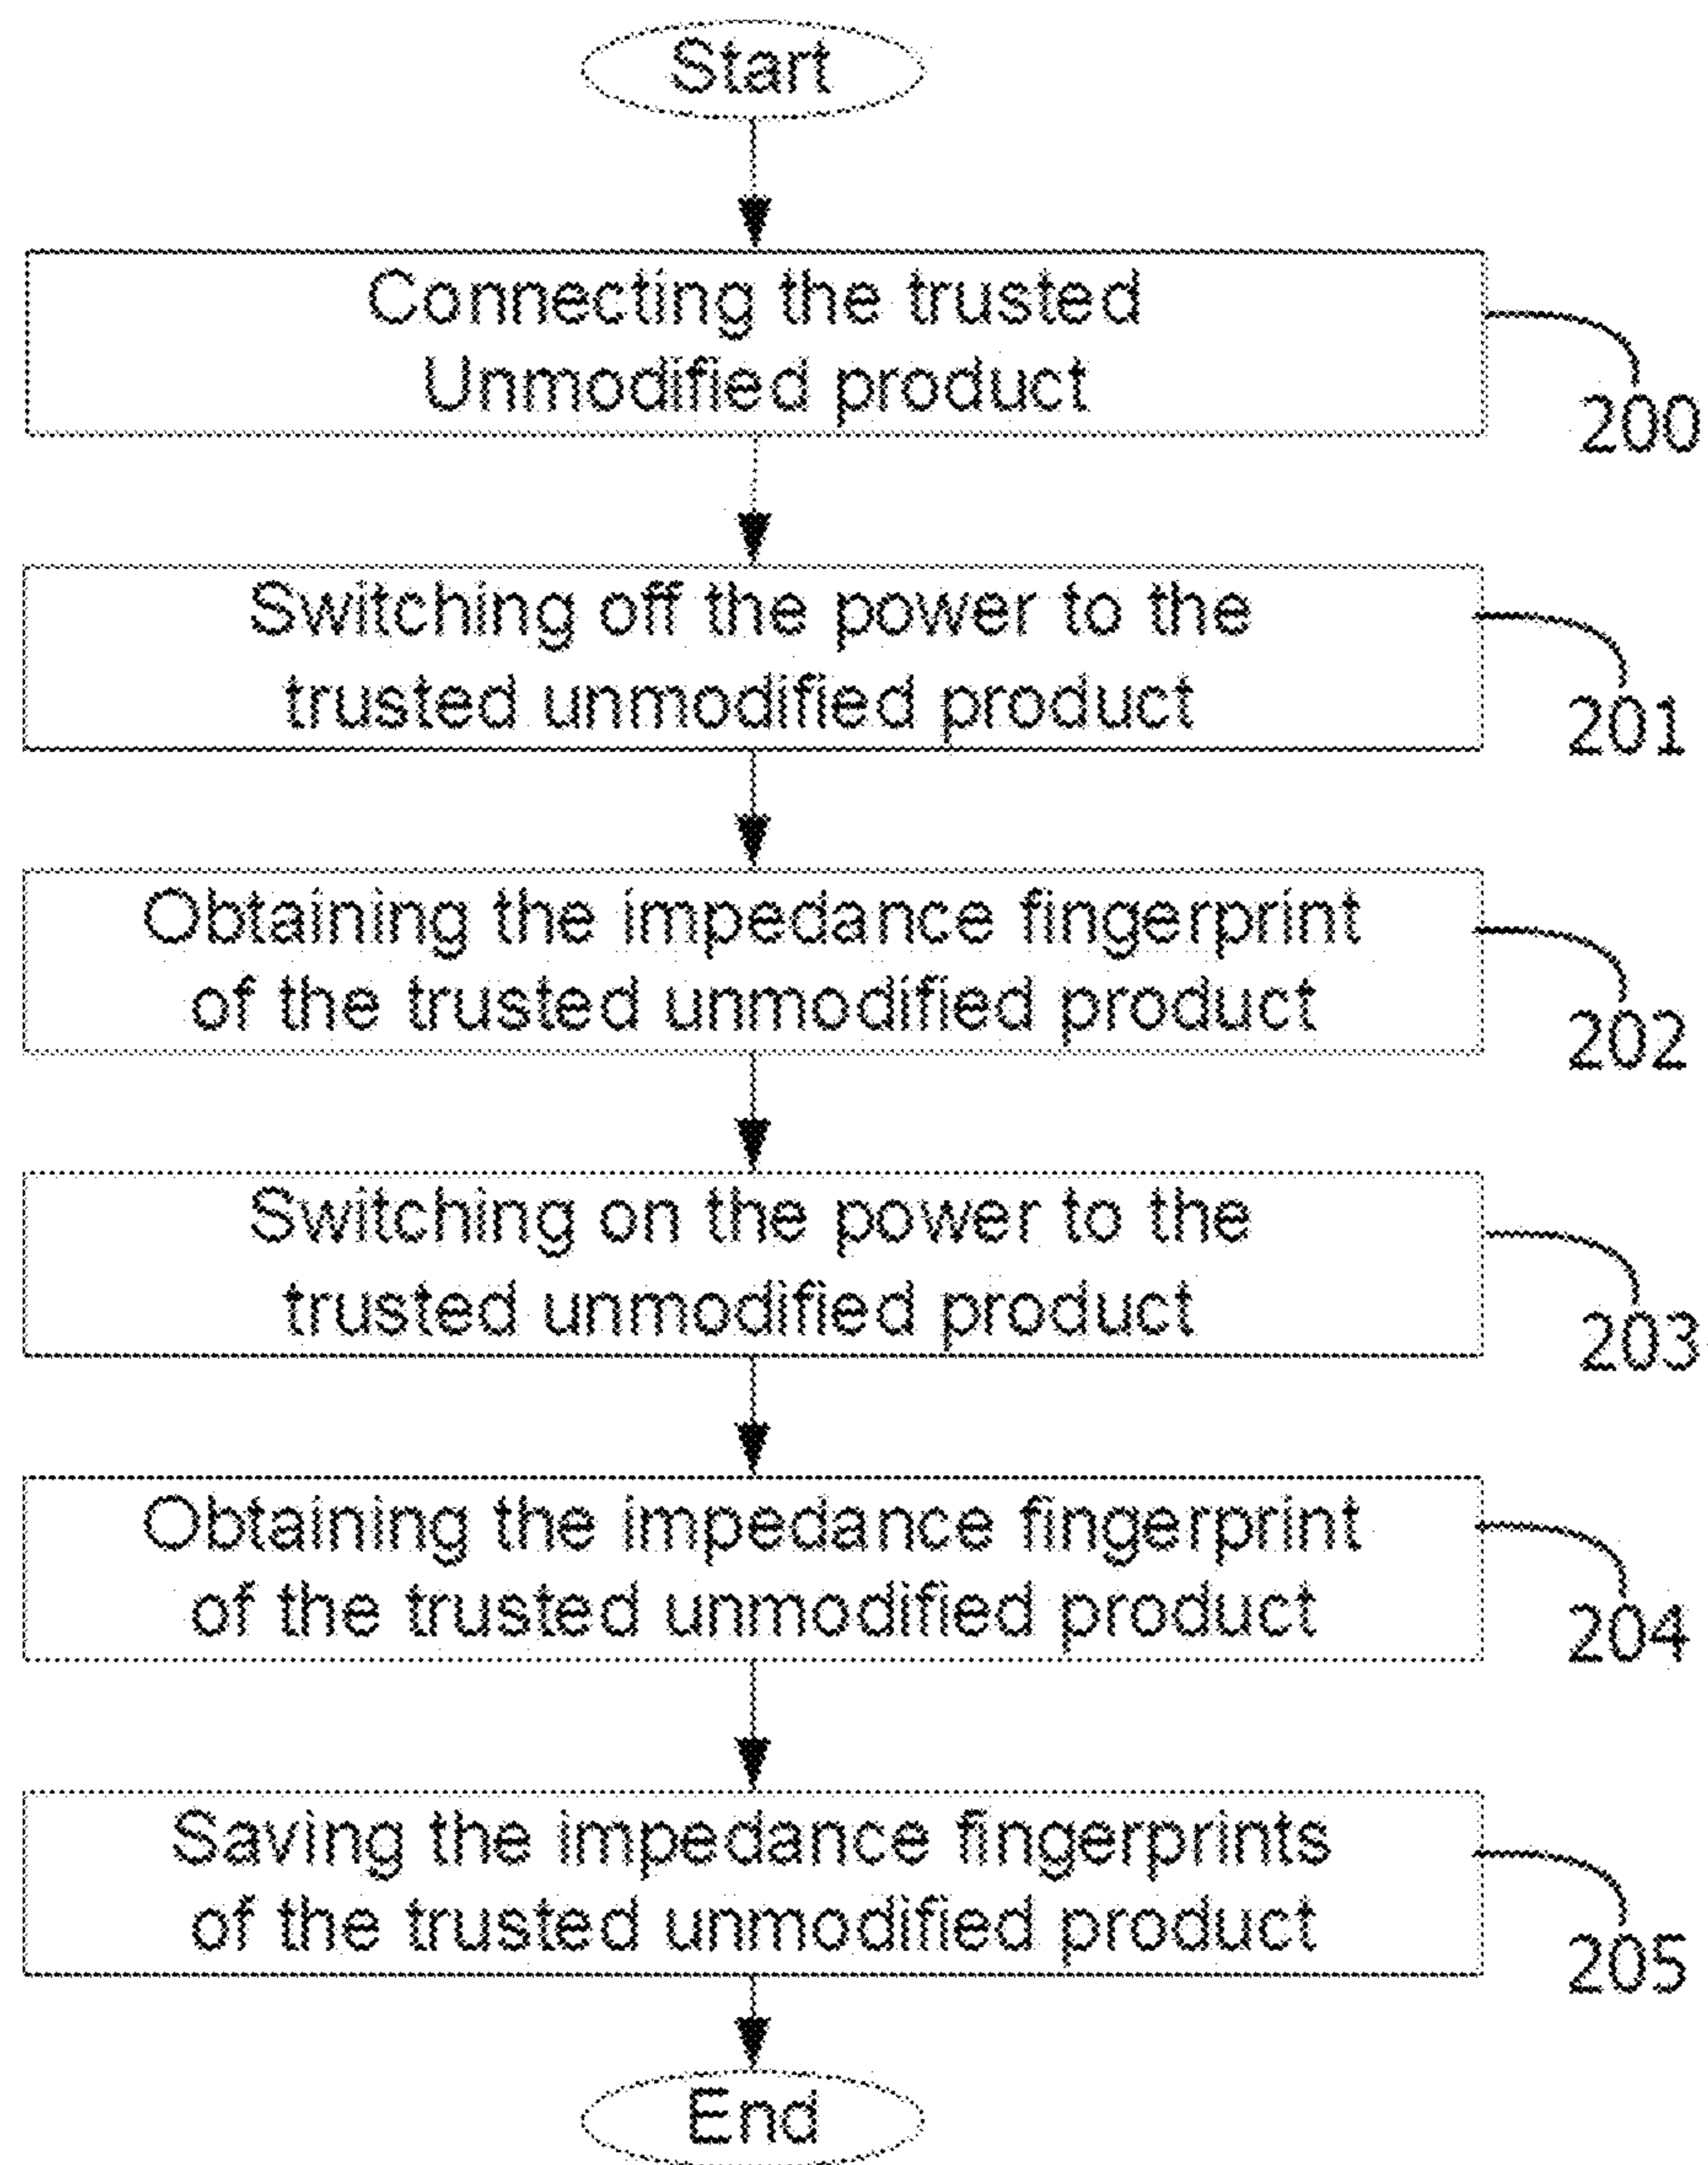 Start
Connecting the trusted
Unmodified product
200
Switching off the power to the
trusted unmodified product
201
Obtaining the impedance fingerprint
of the trusted unmodified product
202
Switching on the power to the
trusted unmodified product
203
Obtaining the impedance fingerprint
of the trusted unmodified product
204
Saving the impedance fingerprints
of the trusted unmodified product
205
End